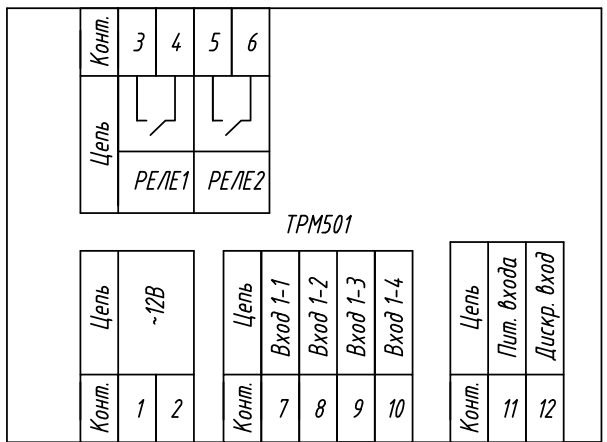 Конт. 3 4 5 6
Цепь
РЕЛЕ1 РЕЛЕ2
ТРМ501
Цепь ~12В
Конт. 1 2
Цепь Вход 1-1 Вход 1-2 Вход 1-3 Вход 1-4
Конт. 7 8 9 10
Цепь Пит. входа Дискр. вход
Конт. 11 12